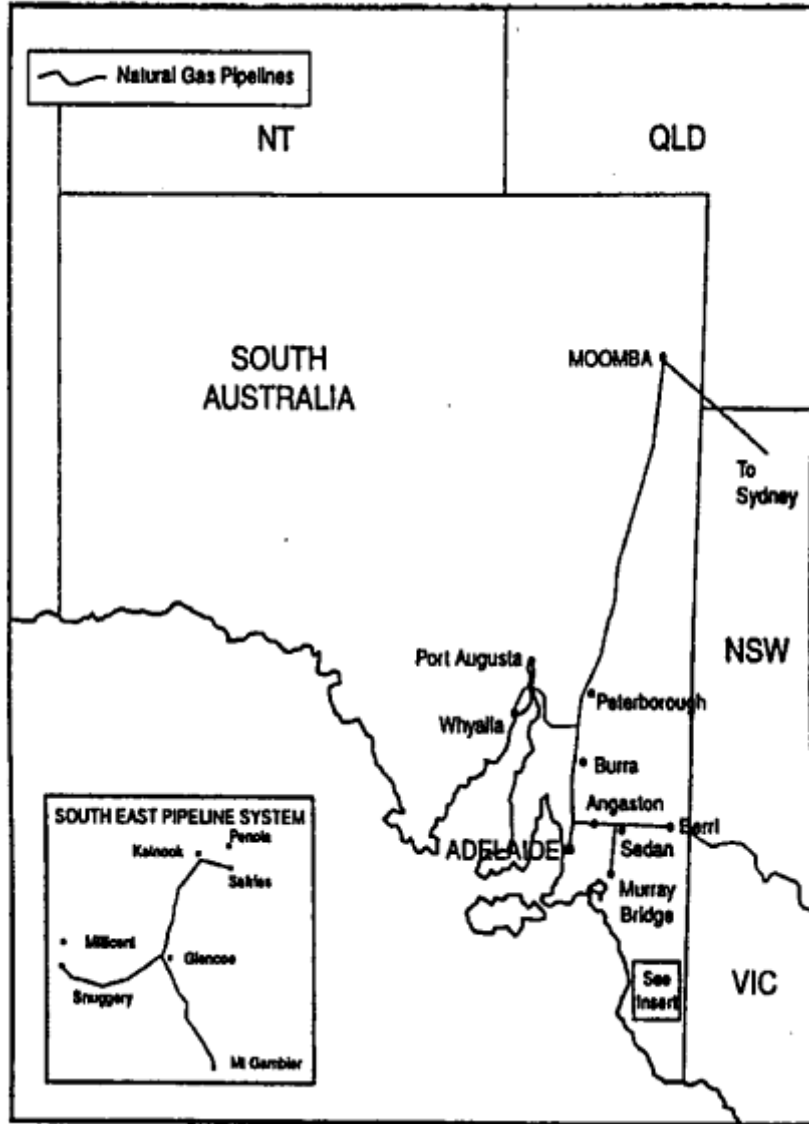 Natural Gas Pipelines
NT
QLD
SOUTH
AUSTRALIA
MOOMBA
To
Sydney
Port Augusta
NSW
Peterborough
Whyalla
Burra
Angaston
Berri
ADELAIDE
Sedan
Murray
Bridge
See
Insert
VIC
SOUTH EAST PIPELINE SYSTEM
Penola
Kalnook
Safries
Millicent
Glencoe
Snuggery
Mt Gambier